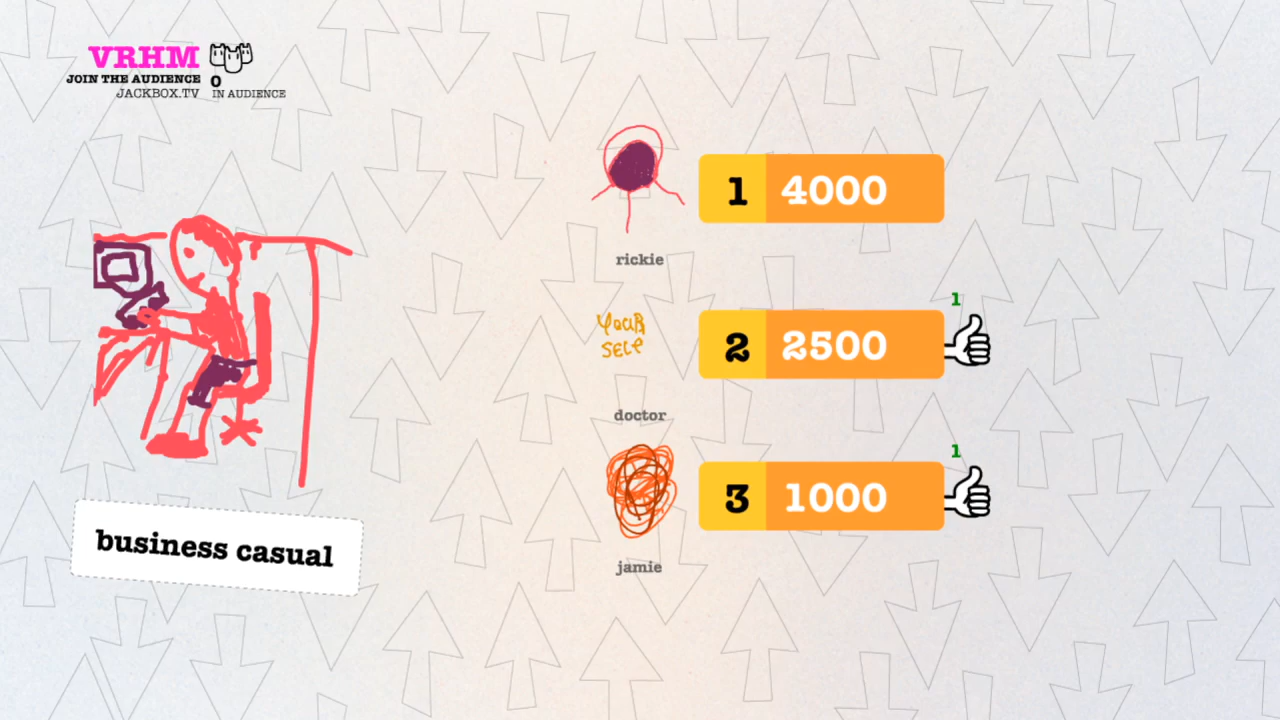 VRHM
JOIN THE AUDIENCE
JACKBOX.TV
0
IN AUDIENCE
business casual
1 4000
rickie
YOUR
SELF
2 2500
1
doctor
3 1000
1
jamie